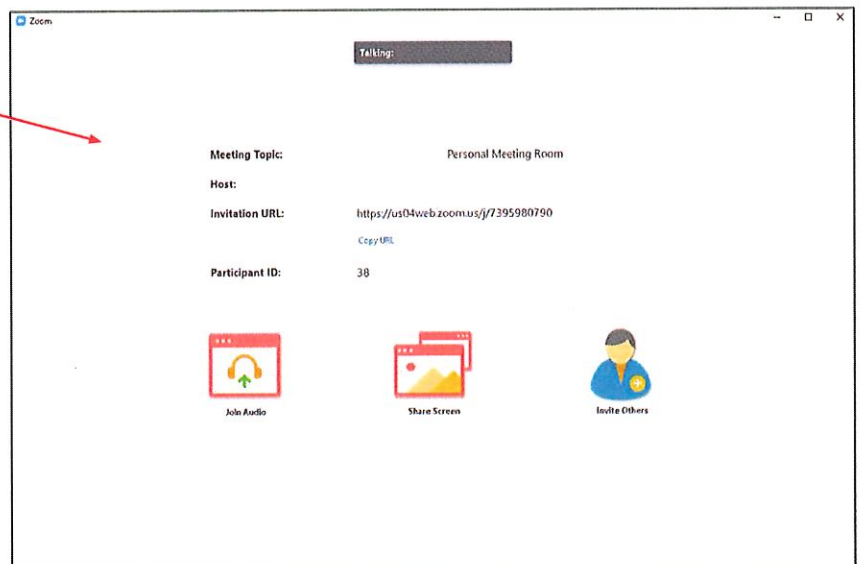 Zoom
Talking:
Meeting Topic: Personal Meeting Room
Host:
Invitation URL: https://us04web.zoom.us/j/7395980790
Copy URL
Participant ID: 38
Join Audio Share Screen Invite Others